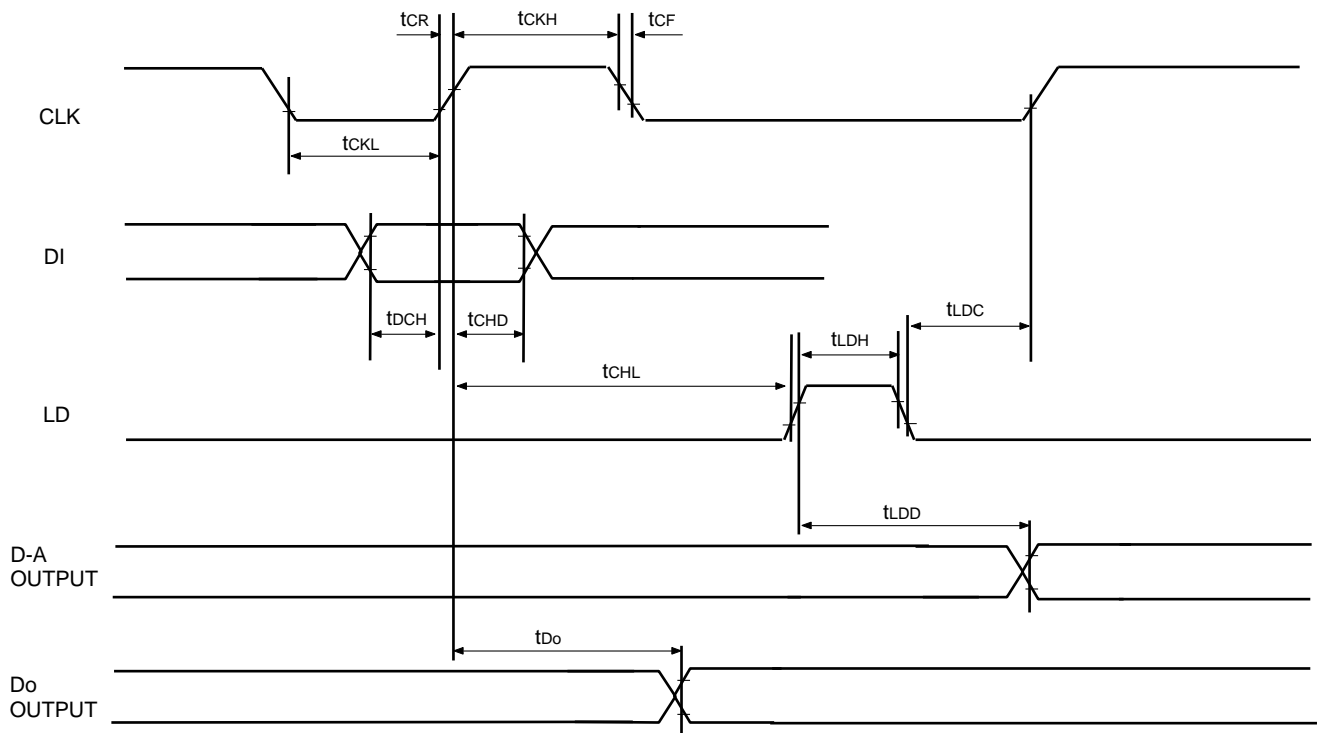 tCR tCKH tCF
CLK
tCKL
DI
tDCH tCHD tLDC
tLDH
tCHL
LD
tLDD
D-A
OUTPUT
tDo
Do
OUTPUT